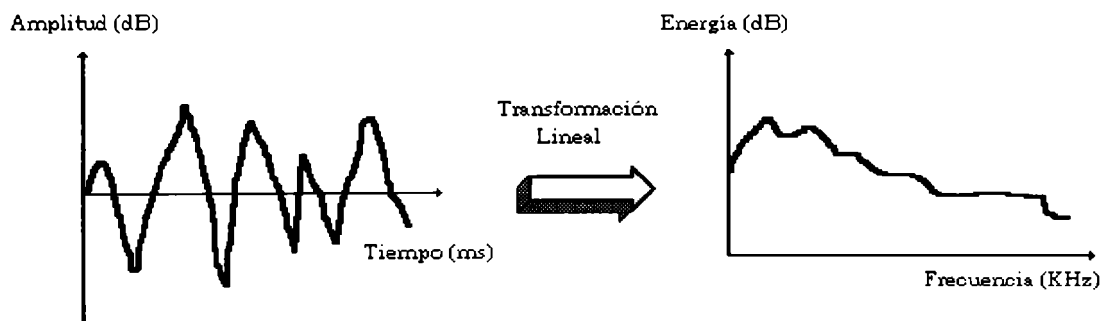 Amplitud (dB)
Tiempo (ms)
Transformación
Lineal
Energía (dB)
Frecuencia (KHz)